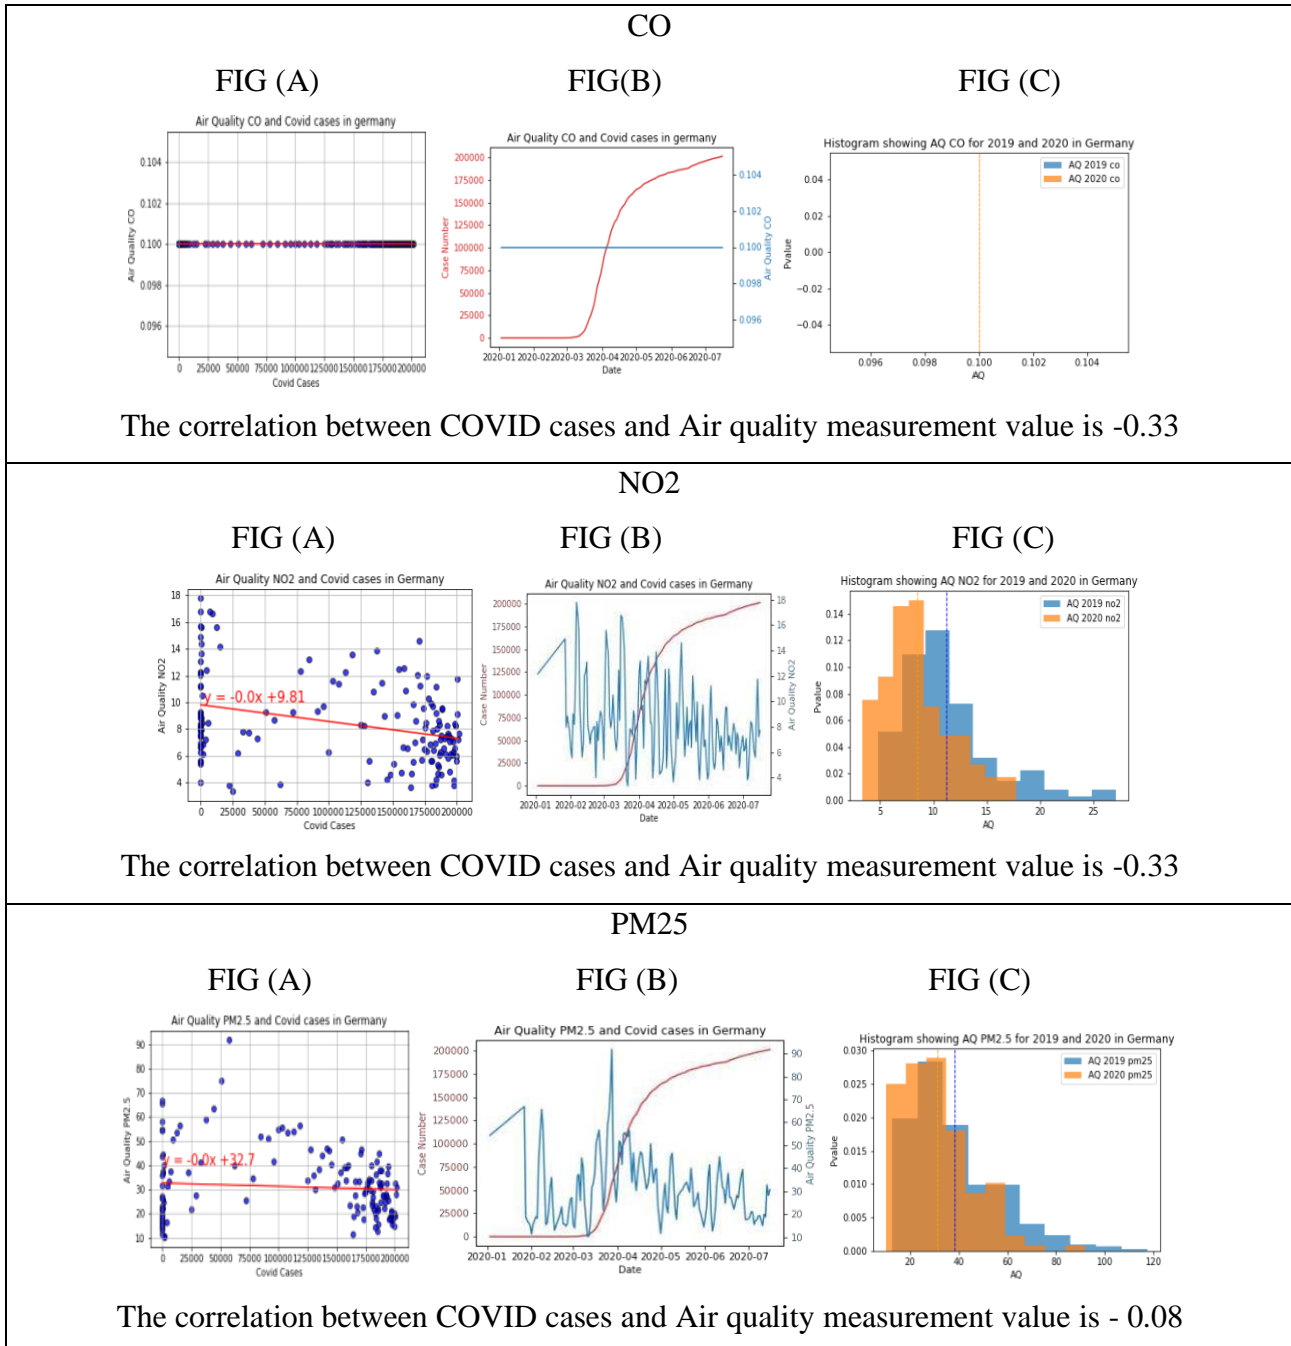 CO
FIG (A) FIG(B) FIG (C)
Air Quality CO and Covid cases in germany
0.104
0.102
0.100
0.098
0.096
Air Quality CO
0 25000 50000 75000 100000 125000 150000 175000 200000
Covid Cases
Air Quality CO and Covid cases in germany
200000
175000
150000
125000
100000
75000
50000
25000
0
Case Number
0.104
0.102
0.100
0.098
0.096
Air Quality CO
2020-01 2020-02 2020-03 2020-04 2020-05 2020-06 2020-07
Date
Histogram showing AQ CO for 2019 and 2020 in Germany
AQ 2019 co
AQ 2020 co
0.04
0.02
0.00
−0.02
−0.04
Pvalue
0.096 0.098 0.100 0.102 0.104
AQ
The correlation between COVID cases and Air quality measurement value is -0.33
NO2
FIG (A) FIG (B) FIG (C)
Air Quality NO2 and Covid cases in Germany
18
16
14
12
10
8
6
4
Air Quality NO2
y = -0.0x +9.81
0 25000 50000 75000 100000 125000 150000 175000 200000
Covid Cases
Air Quality NO2 and Covid cases in Germany
200000
175000
150000
125000
100000
75000
50000
25000
0
Case Number
18
16
14
12
10
8
6
4
Air Quality NO2
2020-01 2020-02 2020-03 2020-04 2020-05 2020-06 2020-07
Date
Histogram showing AQ NO2 for 2019 and 2020 in Germany
AQ 2019 no2
AQ 2020 no2
0.14
0.12
0.10
0.08
0.06
0.04
0.02
0.00
Pvalue
5 10 15 20 25
AQ
The correlation between COVID cases and Air quality measurement value is -0.33
PM25
FIG (A) FIG (B) FIG (C)
Air Quality PM2.5 and Covid cases in Germany
90
80
70
60
50
40
30
20
10
Air Quality PM2.5
y = -0.0x +32.7
0 25000 50000 75000 100000 125000 150000 175000 200000
Covid Cases
Air Quality PM2.5 and Covid cases in Germany
200000
175000
150000
125000
100000
75000
50000
25000
0
Case Number
90
80
70
60
50
40
30
20
10
Air Quality PM2.5
2020-01 2020-02 2020-03 2020-04 2020-05 2020-06 2020-07
Date
Histogram showing AQ PM2.5 for 2019 and 2020 in Germany
AQ 2019 pm25
AQ 2020 pm25
0.030
0.025
0.020
0.015
0.010
0.005
0.000
Pvalue
20 40 60 80 100 120
AQ
The correlation between COVID cases and Air quality measurement value is - 0.08